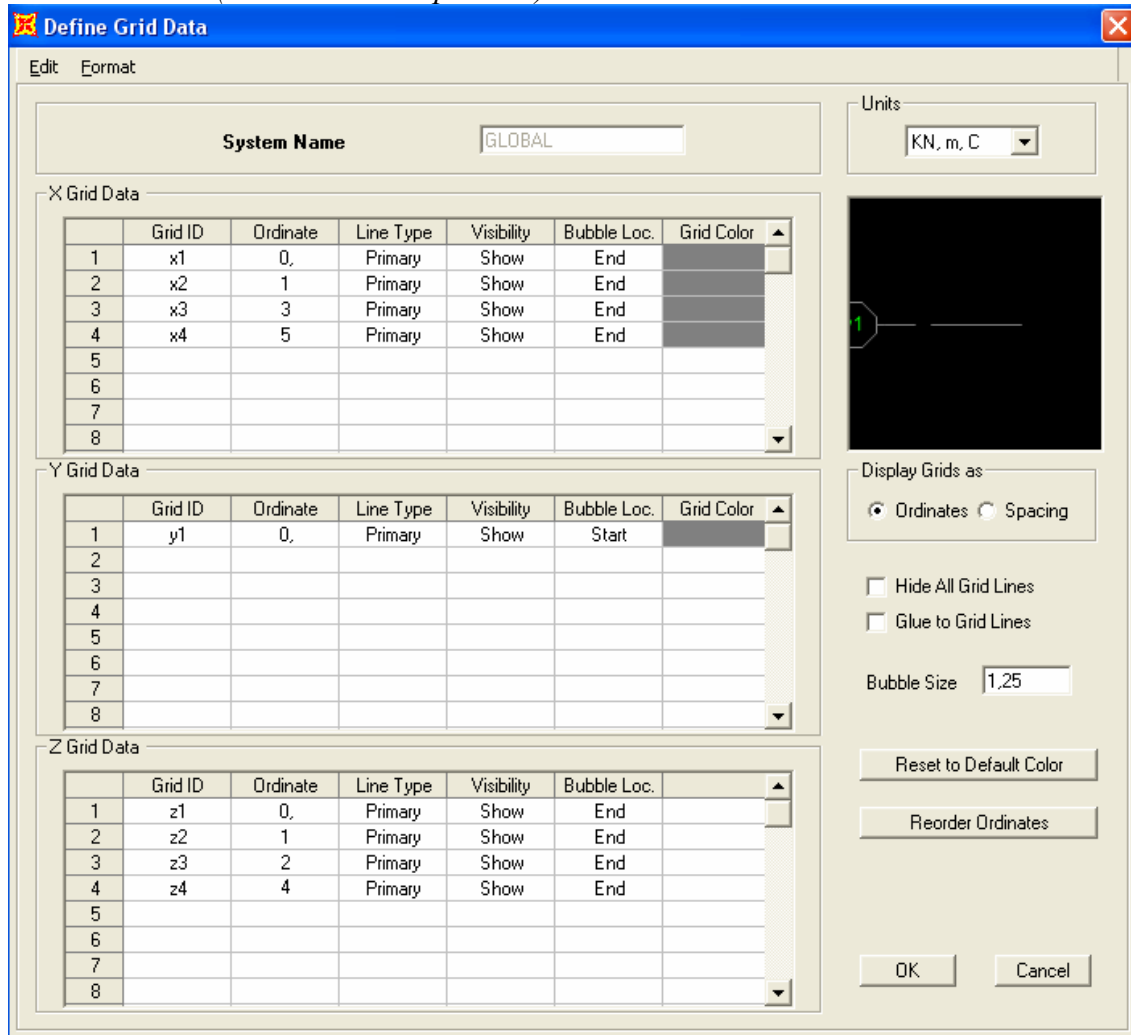 Define Grid Data
Edit Format
System Name GLOBAL
Units
KN, m, C
X Grid Data
Grid ID Ordinate Line Type Visibility Bubble Loc. Grid Color
1 x1 0, Primary Show End
2 x2 1 Primary Show End
3 x3 3 Primary Show End
4 x4 5 Primary Show End
5
6
7
8
1
Y Grid Data
Grid ID Ordinate Line Type Visibility Bubble Loc. Grid Color
1 y1 0, Primary Show Start
2
3
4
5
6
7
8
Display Grids as
Ordinates Spacing
Hide All Grid Lines
Glue to Grid Lines
Bubble Size 1,25
Z Grid Data
Grid ID Ordinate Line Type Visibility Bubble Loc.
1 z1 0, Primary Show End
2 z2 1 Primary Show End
3 z3 2 Primary Show End
4 z4 4 Primary Show End
5
6
7
8
Reset to Default Color
Reorder Ordinates
OK Cancel